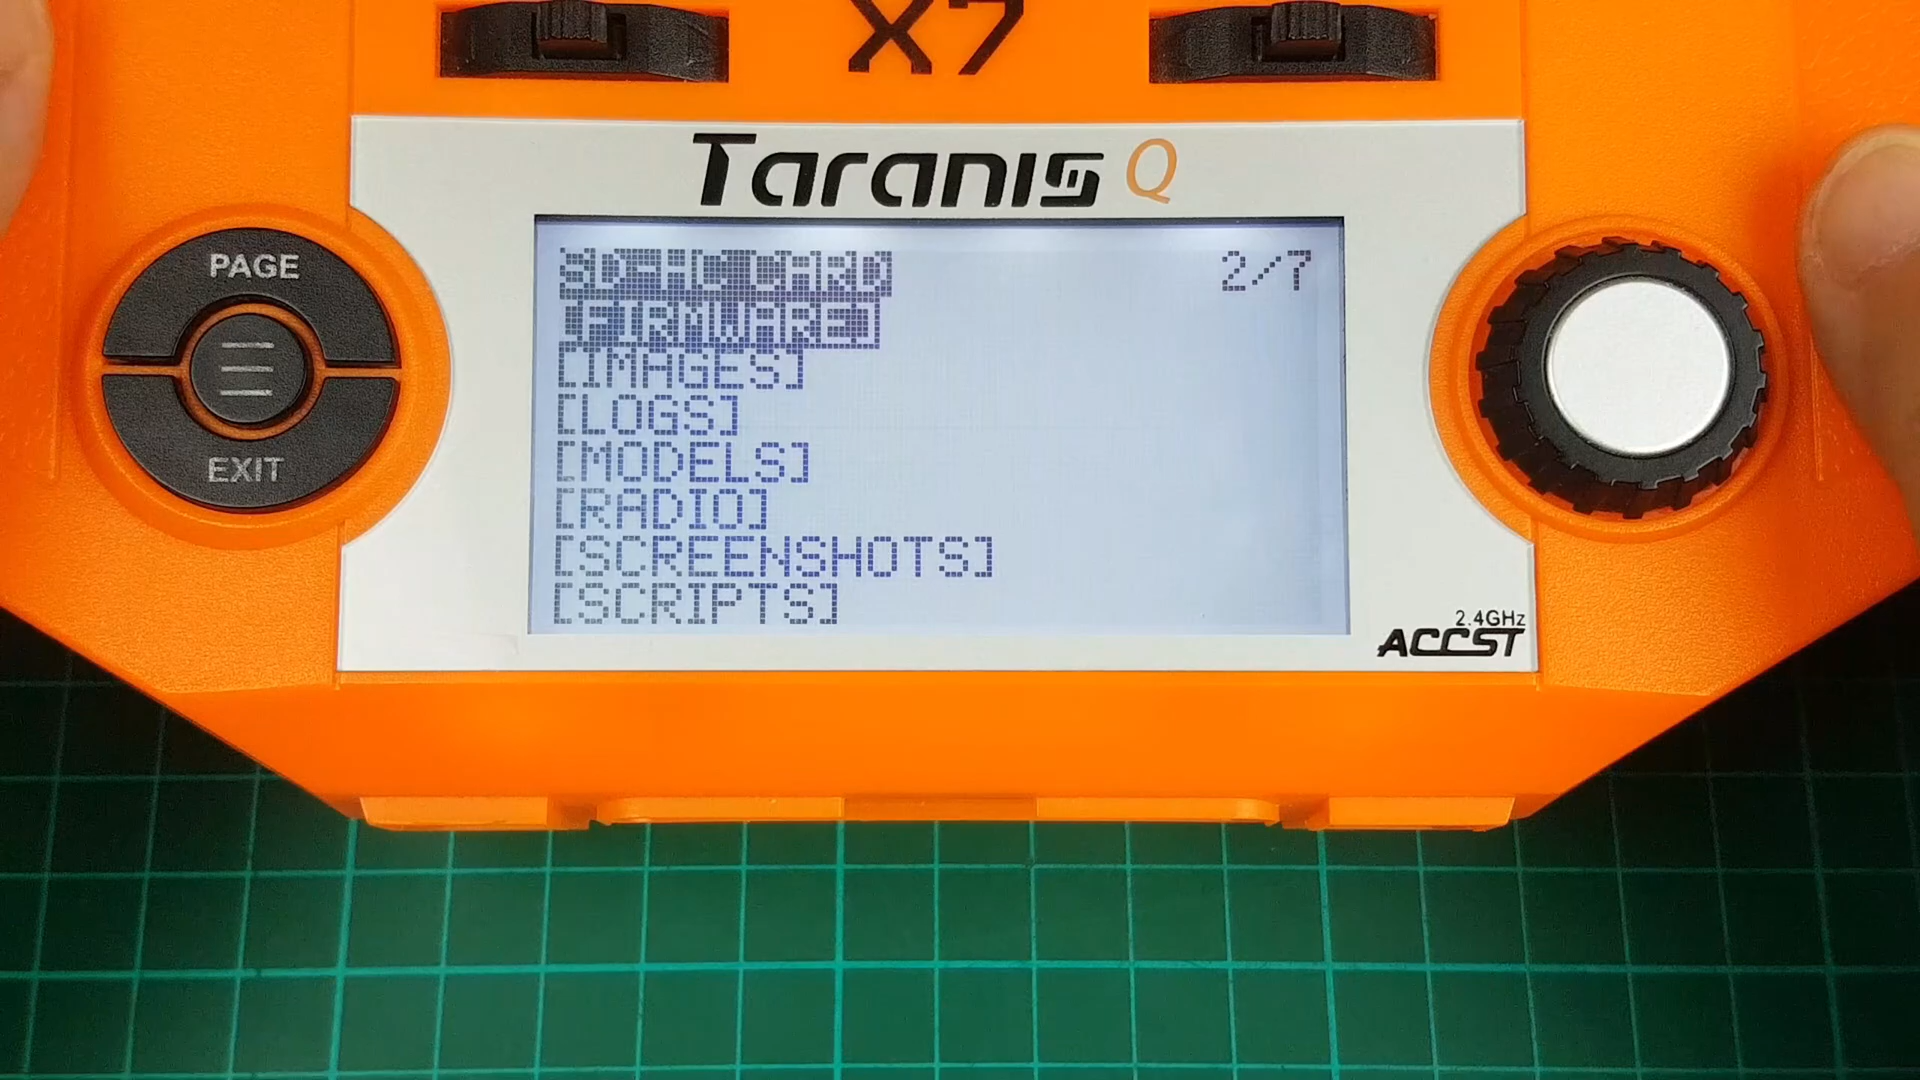 X7
Taranis Q
PAGE
EXIT
SD-HC CARD 2/7
[FIRMWARE]
[IMAGES]
[LOGS]
[MODELS]
[RADIO]
[SCREENSHOTS]
[SCRIPTS]
2.4GHz
ACCST